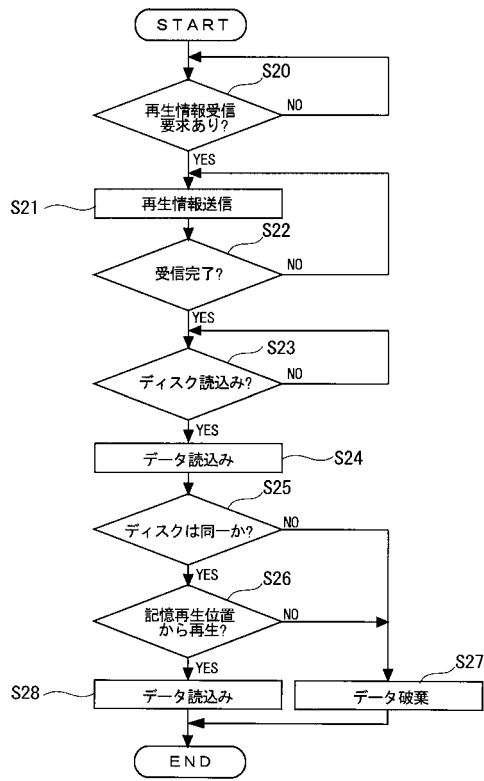 START
S20
再生情報受信
要求あり?
NO
YES
S21
再生情報送信
S22
受信完了?
NO
YES
S23
ディスク読込み?
NO
YES
データ読込み
S24
S25
ディスクは同一か?
NO
YES
S26
記憶再生位置
から再生?
NO
YES
S27
S28
データ読込み
データ破棄
END